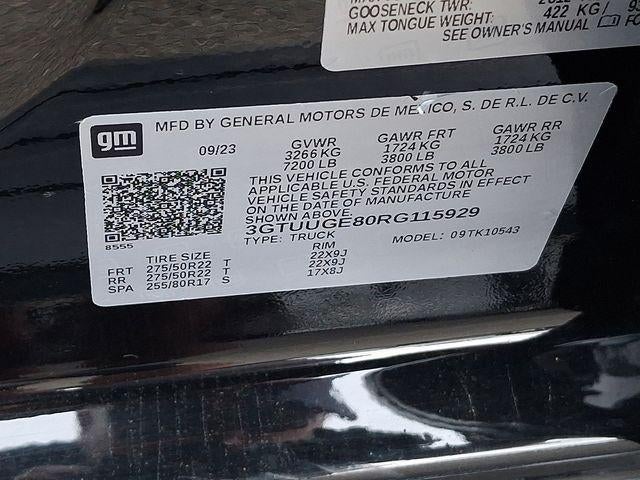 GOOSENECK TWR:
MAX TONGUE WEIGHT: 422 KG/
SEE OWNER'S MANUAL
gm
MFD BY GENERAL MOTORS DE MEXICO, S. DE R.L. DE C.V.
09/23 GVWR GAWR FRT GAWR RR
3266 KG 1724 KG 1724 KG
7200 LB 3800 LB 3800 LB
THIS VEHICLE CONFORMS TO ALL
APPLICABLE U.S. FEDERAL MOTOR
VEHICLE SAFETY STANDARDS IN EFFECT
ON THE DATE OF MANUFACTURE
SHOWN ABOVE.
3GTUUGE80RG115929
TYPE: TRUCK MODEL: 09TK10543
8555
TIRE SIZE RIM
FRT 275/50R22 T 22X9J
RR 275/50R22 T 22X9J
SPA 255/80R17 S 17X8J